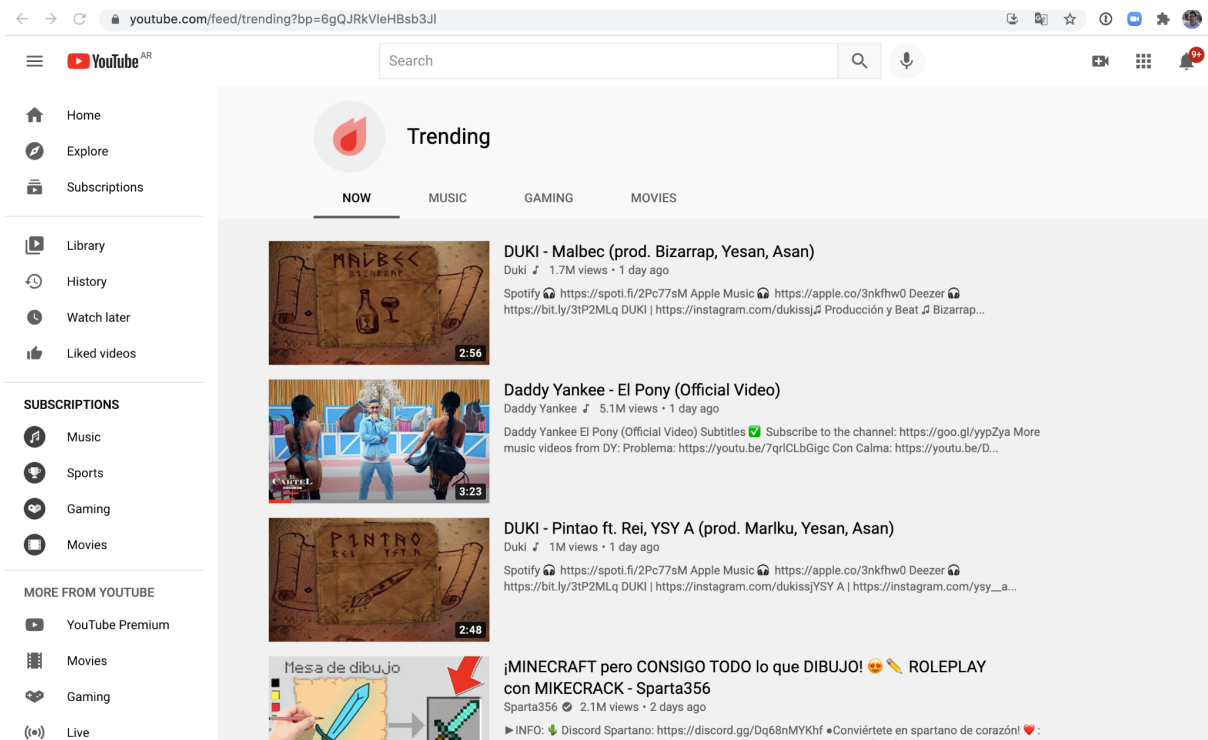 youtube.com/feed/trending?bp=6gQJRkVleHBsb3Jl
YouTube AR
Search
9+
Home
Explore
Subscriptions
Library
History
Watch later
Liked videos
SUBSCRIPTIONS
Music
Sports
Gaming
Movies
MORE FROM YOUTUBE
YouTube Premium
Movies
Gaming
Live
Trending
NOW MUSIC GAMING MOVIES
MALBEC
BIZARRAP
2:56
DUKI - Malbec (prod. Bizarrap, Yesan, Asan)
Duki ♪ 1.7M views • 1 day ago
Spotify 🎧 https://spoti.fi/2Pc77sM Apple Music 🎧 https://apple.co/3nkfhw0 Deezer 🎧
https://bit.ly/3tP2MLq DUKI | https://instagram.com/dukissj♫ Producción y Beat ♫ Bizarrap...
EL CARTEL
3:23
Daddy Yankee - El Pony (Official Video)
Daddy Yankee ♪ 5.1M views • 1 day ago
Daddy Yankee El Pony (Official Video) Subtitles ✅ Subscribe to the channel: https://goo.gl/yypZya More
music videos from DY: Problema: https://youtu.be/7qrlCLbGigc Con Calma: https://youtu.be/D...
PINTAO
REI YSY A
2:48
DUKI - Pintao ft. Rei, YSY A (prod. Marlku, Yesan, Asan)
Duki ♪ 1M views • 1 day ago
Spotify 🎧 https://spoti.fi/2Pc77sM Apple Music 🎧 https://apple.co/3nkfhw0 Deezer 🎧
https://bit.ly/3tP2MLq DUKI | https://instagram.com/dukissjYSY A | https://instagram.com/ysy__a...
Mesa de dibujo
¡MINECRAFT pero CONSIGO TODO lo que DIBUJO! 😍✏️ ROLEPLAY
con MIKECRACK - Sparta356
Sparta356 2.1M views • 2 days ago
►INFO: 🌵 Discord Spartano: https://discord.gg/Dq68nMYKhf ●Conviértete en spartano de corazón! ❤️ :